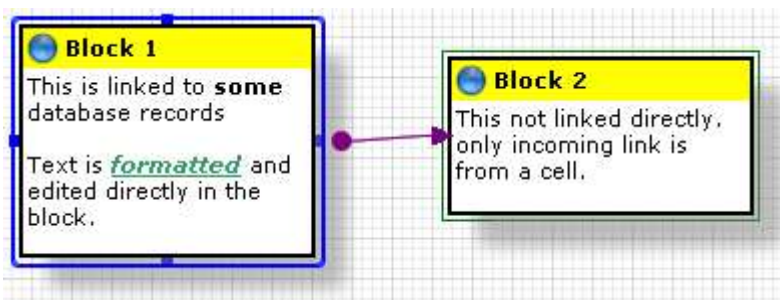 Block 1
This is linked to some
database records
Text is formatted and
edited directly in the
block.
Block 2
This not linked directly,
only incoming link is
from a cell.